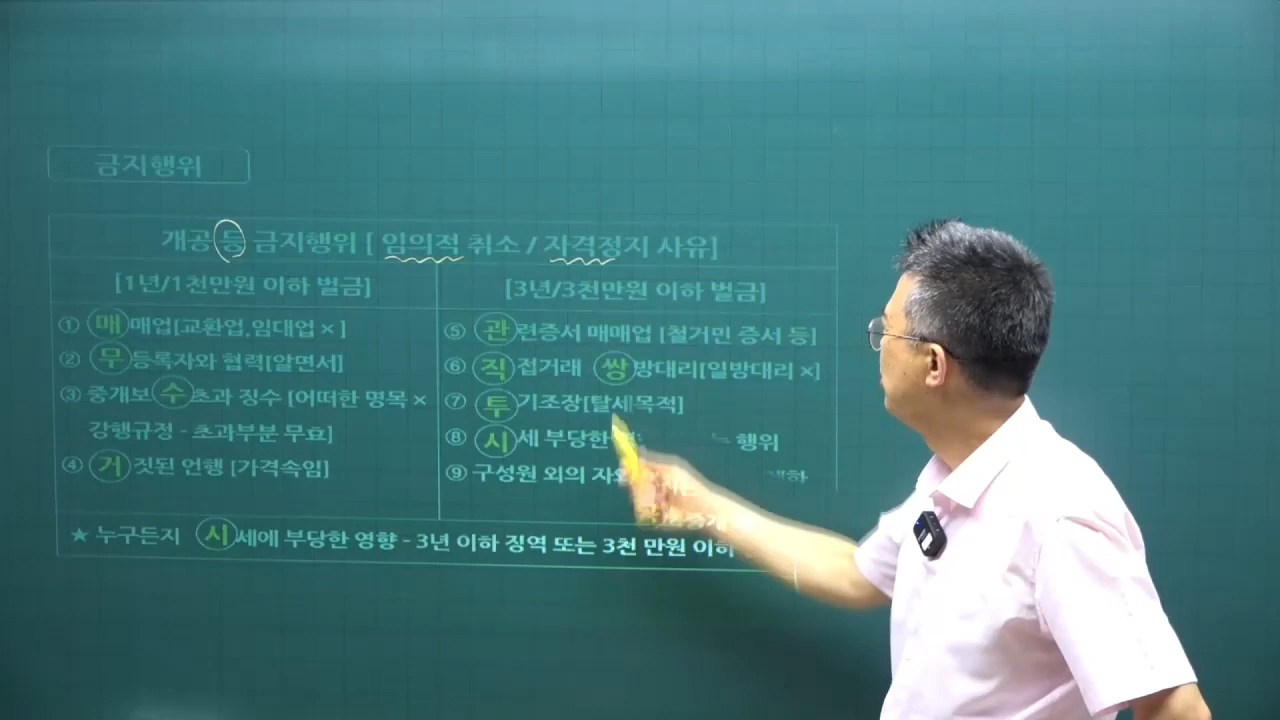 금지행위
개공 등 금지행위 [ 임의적 취소 / 자격정지 사유]
[1년/1천만원 이하 벌금]
① 매매업[교환업,임대업 × ]
② 무등록자와 협력[알면서]
③ 중개보수초과 징수 [어떠한 명목 ×
강행규정 - 초과부분 무효]
④ 거짓된 언행 [가격속임]
[3년/3천만원 이하 벌금]
⑤ 관련증서 매매업 [철거민 증서 등]
⑥ 직접거래 쌍방대리[일방대리 ×]
⑦ 투기조장[탈세목적]
⑧ 시세 부당한 행위
⑨ 구성원 외의
★ 누구든지 시세에 부당한 영향 - 3년 이하 징역 또는 3천 만원 이하